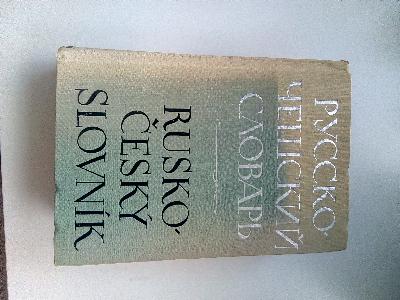 РУССКО-
ЧЕШСКИЙ
СЛОВАРЬ
RUSKO-
ČESKÝ
SLOVNÍK